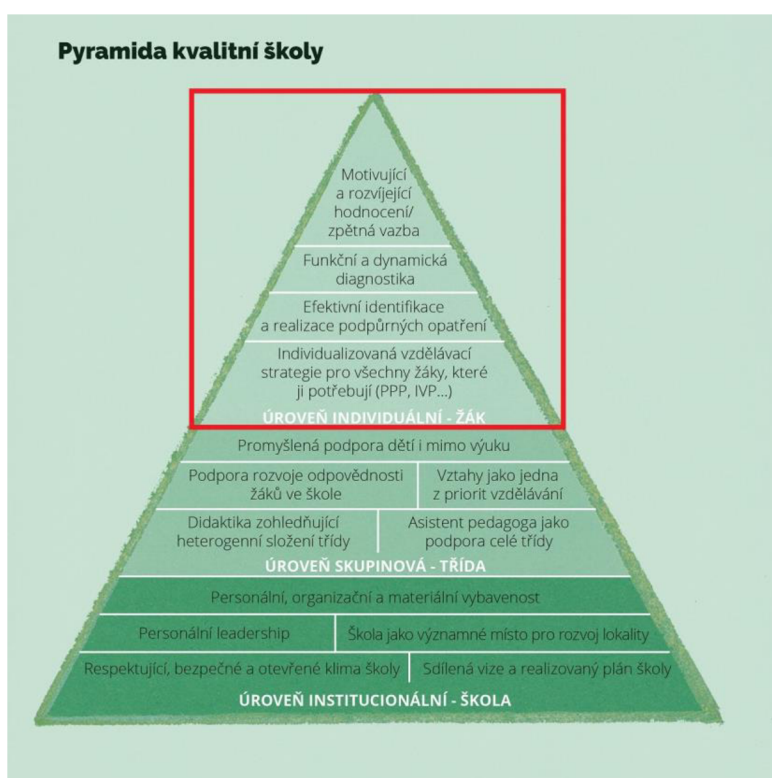 Pyramida kvalitní školy
Motivující
a rozvíjející
hodnocení/
zpětná vazba
Funkční a dynamická
diagnostika
Efektivní identifikace
a realizace podpůrných opatření
Individualizovaná vzdělávací
strategie pro všechny žáky, které
ji potřebují (PPP, IVP...)
ÚROVEŇ INDIVIDUÁLNÍ - ŽÁK
Promyšlená podpora dětí i mimo výuku
Podpora rozvoje odpovědnosti
žáků ve škole
Vztahy jako jedna
z priorit vzdělávání
Didaktika zohledňující
heterogenní složení třídy
Asistent pedagoga jako
podpora celé třídy
ÚROVEŇ SKUPINOVÁ - TŘÍDA
Personální, organizační a materiální vybavenost
Personální leadership
Škola jako významné místo pro rozvoj lokality
Respektující, bezpečné a otevřené klima školy
Sdílená vize a realizovaný plán školy
ÚROVEŇ INSTITUCIONÁLNÍ - ŠKOLA